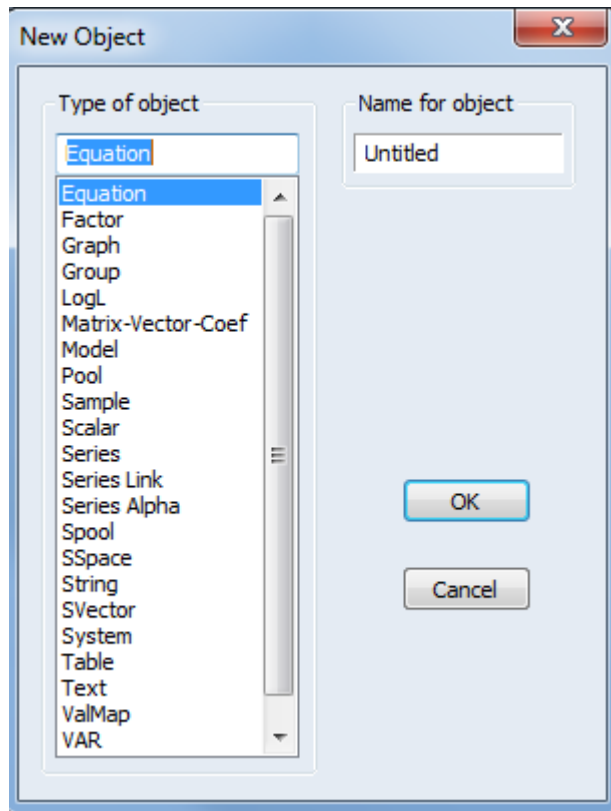 New Object
Type of object
Name for object
Equation
Untitled
Equation
Factor
Graph
Group
LogL
Matrix-Vector-Coef
Model
Pool
Sample
Scalar
Series
Series Link
Series Alpha
Spool
SSpace
String
SVector
System
Table
Text
ValMap
VAR
OK
Cancel